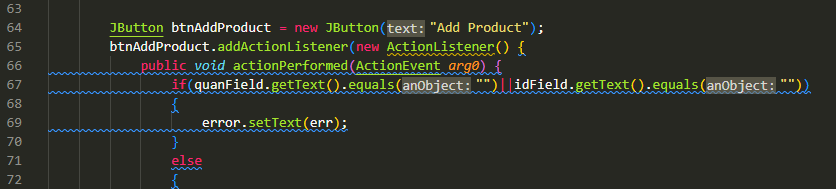 63
64 JButton btnAddProduct = new JButton(text: "Add Product");
65 btnAddProduct.addActionListener(new ActionListener() {
66 public void actionPerformed(ActionEvent arg0) {
67 if(quanField.getText().equals(anObject: "")||idField.getText().equals(anObject: ""))
68 {
69 error.setText(err);
70 }
71 else
72 {